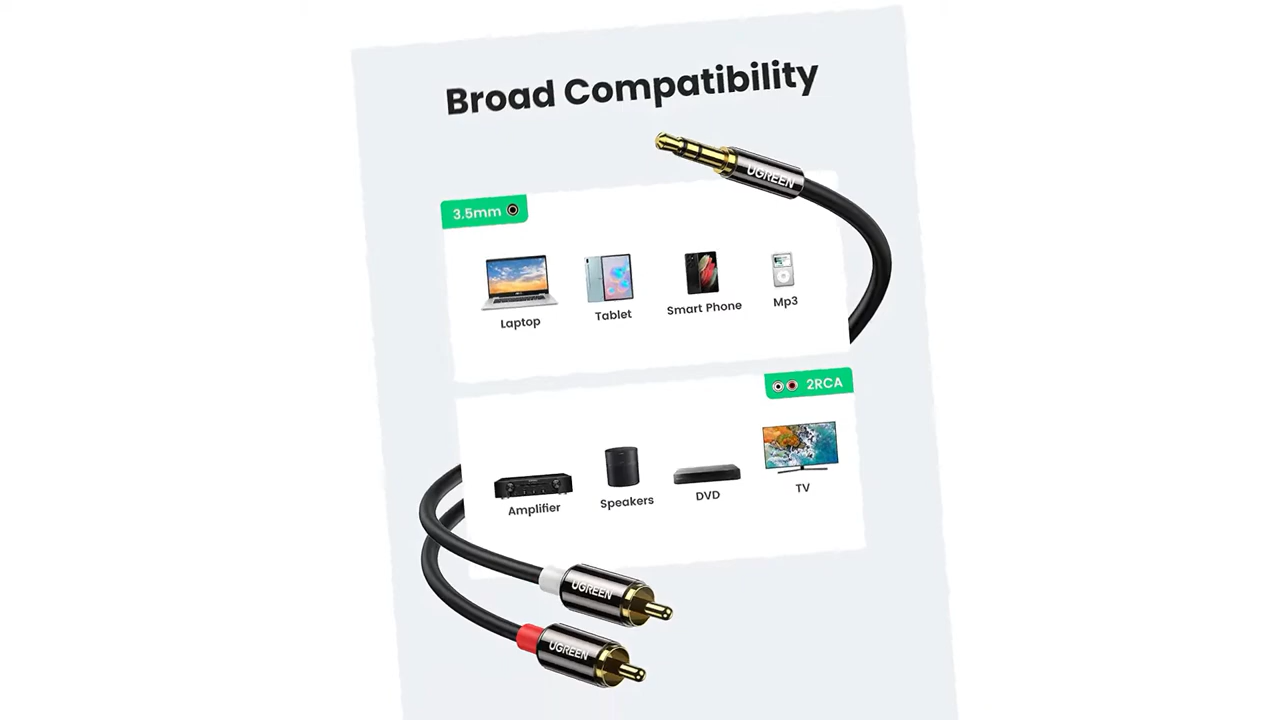 Broad Compatibility
UGREEN
3.5mm
Laptop
Tablet
Smart Phone
Mp3
2RCA
Amplifier
Speakers
DVD
TV
UGREEN
UGREEN